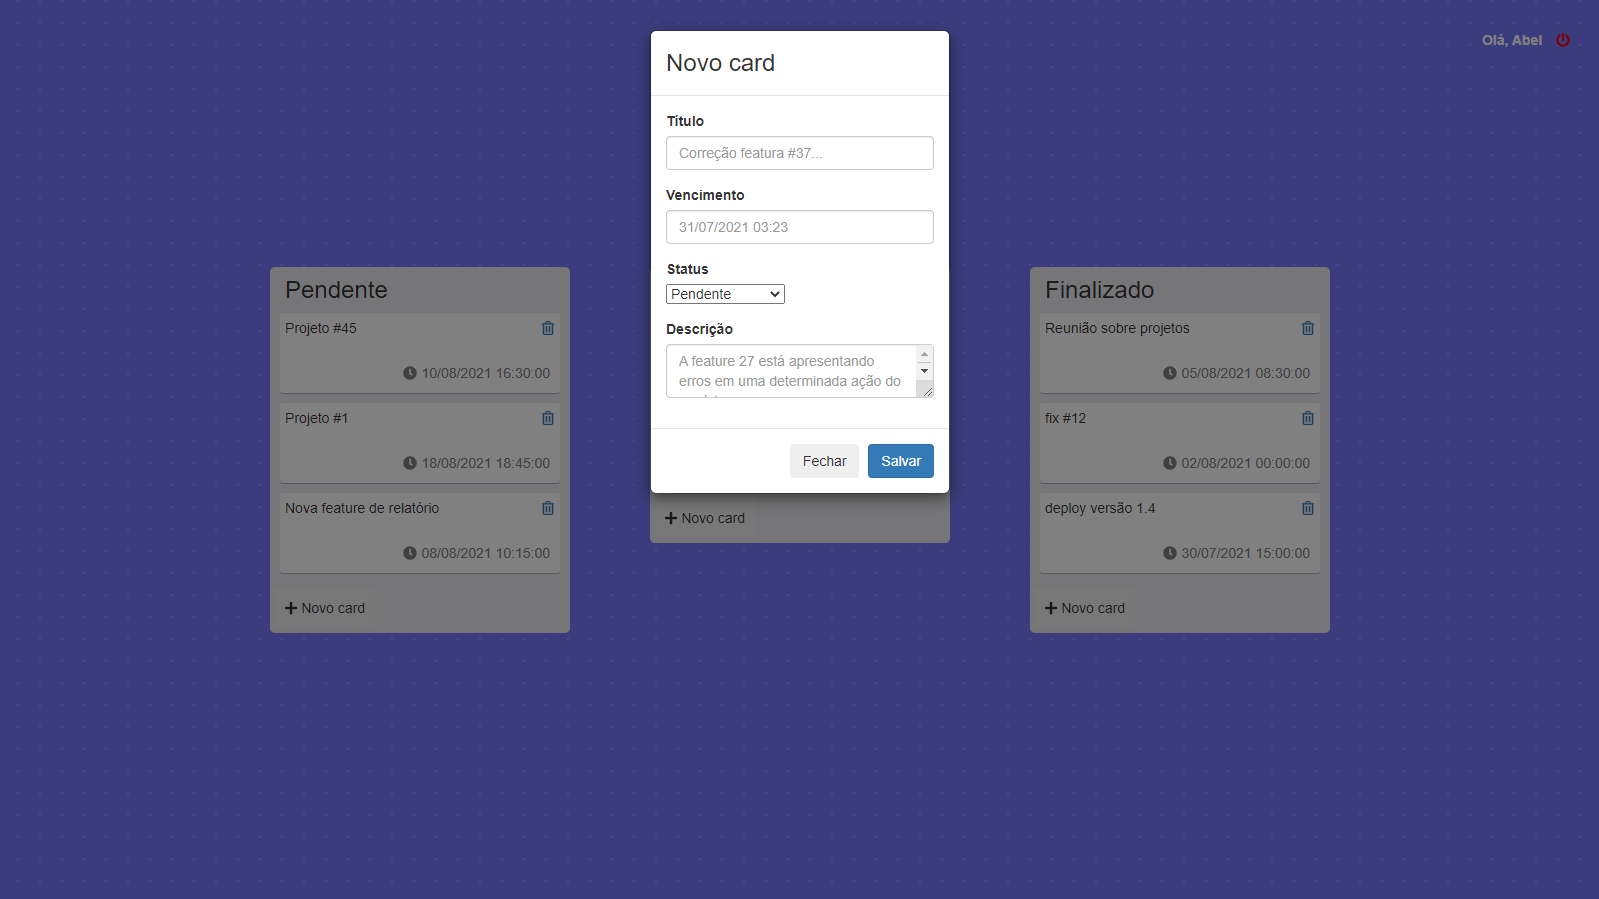 Olá, Abel
Novo card
Título
Correção featura #37...
Vencimento
31/07/2021 03:23
Status
Pendente
Descrição
A feature 27 está apresentando
erros em uma determinada ação do
Fechar
Salvar
Pendente
Projeto #45
10/08/2021 16:30:00
Projeto #1
18/08/2021 18:45:00
Nova feature de relatório
08/08/2021 10:15:00
Novo card
Novo card
Finalizado
Reunião sobre projetos
05/08/2021 08:30:00
fix #12
02/08/2021 00:00:00
deploy versão 1.4
30/07/2021 15:00:00
Novo card